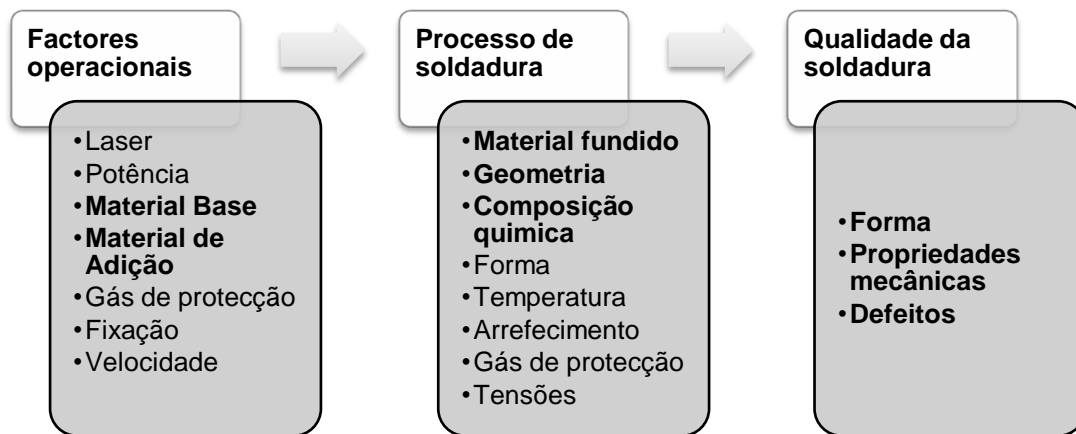 Factores
operacionais
• Laser
• Potência
• Material Base
• Material de
Adição
• Gás de protecção
• Fixação
• Velocidade
Processo de
soldadura
• Material fundido
• Geometria
• Composição
quimica
• Forma
• Temperatura
• Arrefecimento
• Gás de protecção
• Tensões
Qualidade da
soldadura
• Forma
• Propriedades
mecânicas
• Defeitos